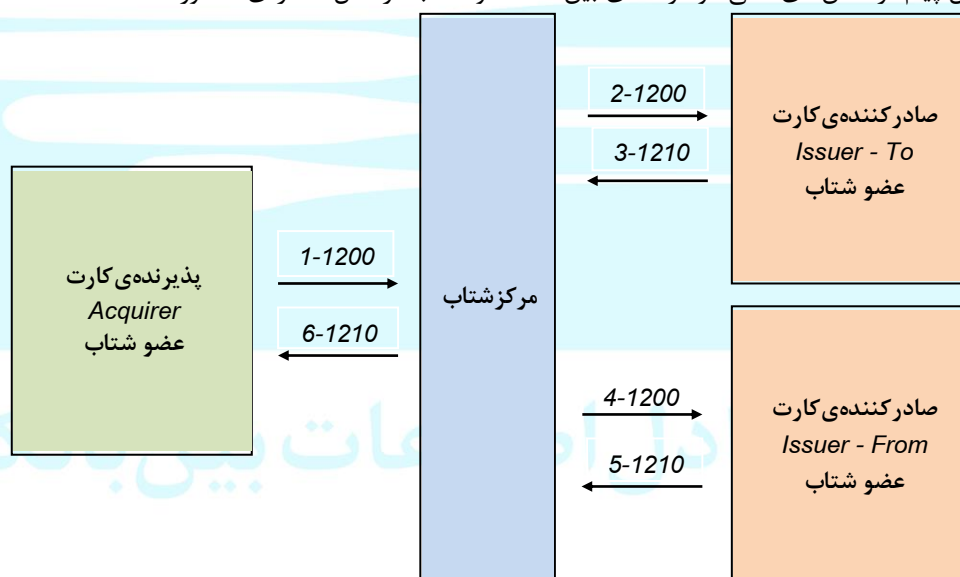 1-1200
6-1210
پذیرنده‌ی کارت
Acquirer
عضو شتاب
مرکز شتاب
2-1200
3-1210
صادرکننده‌ی کارت
Issuer - To
عضو شتاب
4-1200
5-1210
صادرکننده‌ی کارت
Issuer - From
عضو شتاب